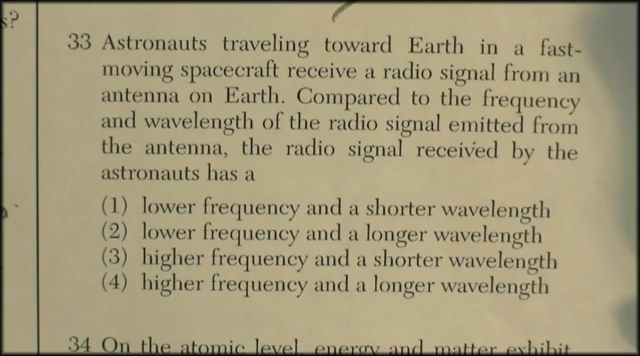 s?
33 Astronauts traveling toward Earth in a fast-
moving spacecraft receive a radio signal from an
antenna on Earth. Compared to the frequency
and wavelength of the radio signal emitted from
the antenna, the radio signal received by the
astronauts has a
(1) lower frequency and a shorter wavelength
(2) lower frequency and a longer wavelength
(3) higher frequency and a shorter wavelength
(4) higher frequency and a longer wavelength
34 On the atomic level, energy and matter exhibit